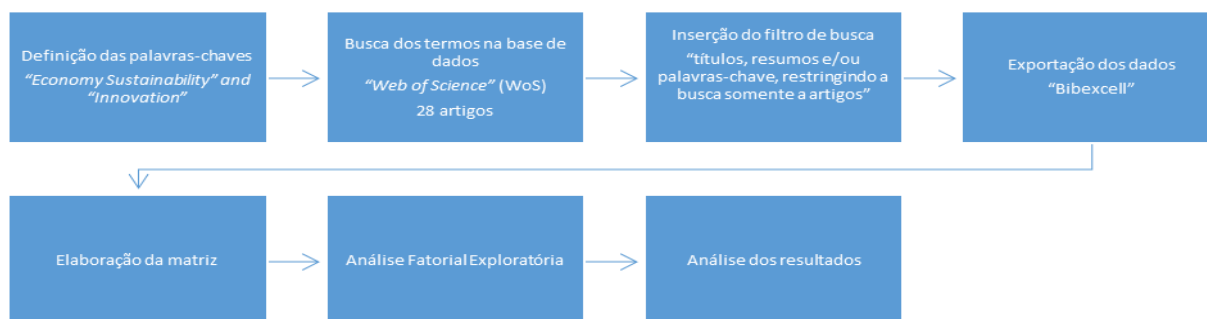 Definição das palavras-chaves
“Economy Sustainability” and
“Innovation”
Busca dos termos na base de
dados
“Web of Science” (WoS)
28 artigos
Inserção do filtro de busca
“títulos, resumos e/ou
palavras-chave, restringindo a
busca somente a artigos”
Exportação dos dados
“Bibexcell”
Elaboração da matriz
Análise Fatorial Exploratória
Análise dos resultados